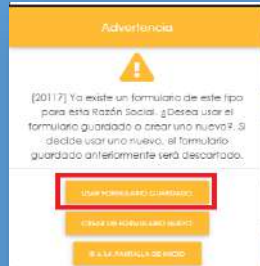 Advertencia
[20117] Ya existe un formulario de este tipo
para esta Razón Social. ¿Desea usar el
formulario guardado o crear uno nuevo?. Si
decide usar uno nuevo, el formulario
guardado anteriormente será descartado.
USAR FORMULARIO GUARDADO
CREAR UN FORMULARIO NUEVO
IR A LA PANTALLA DE INICIO